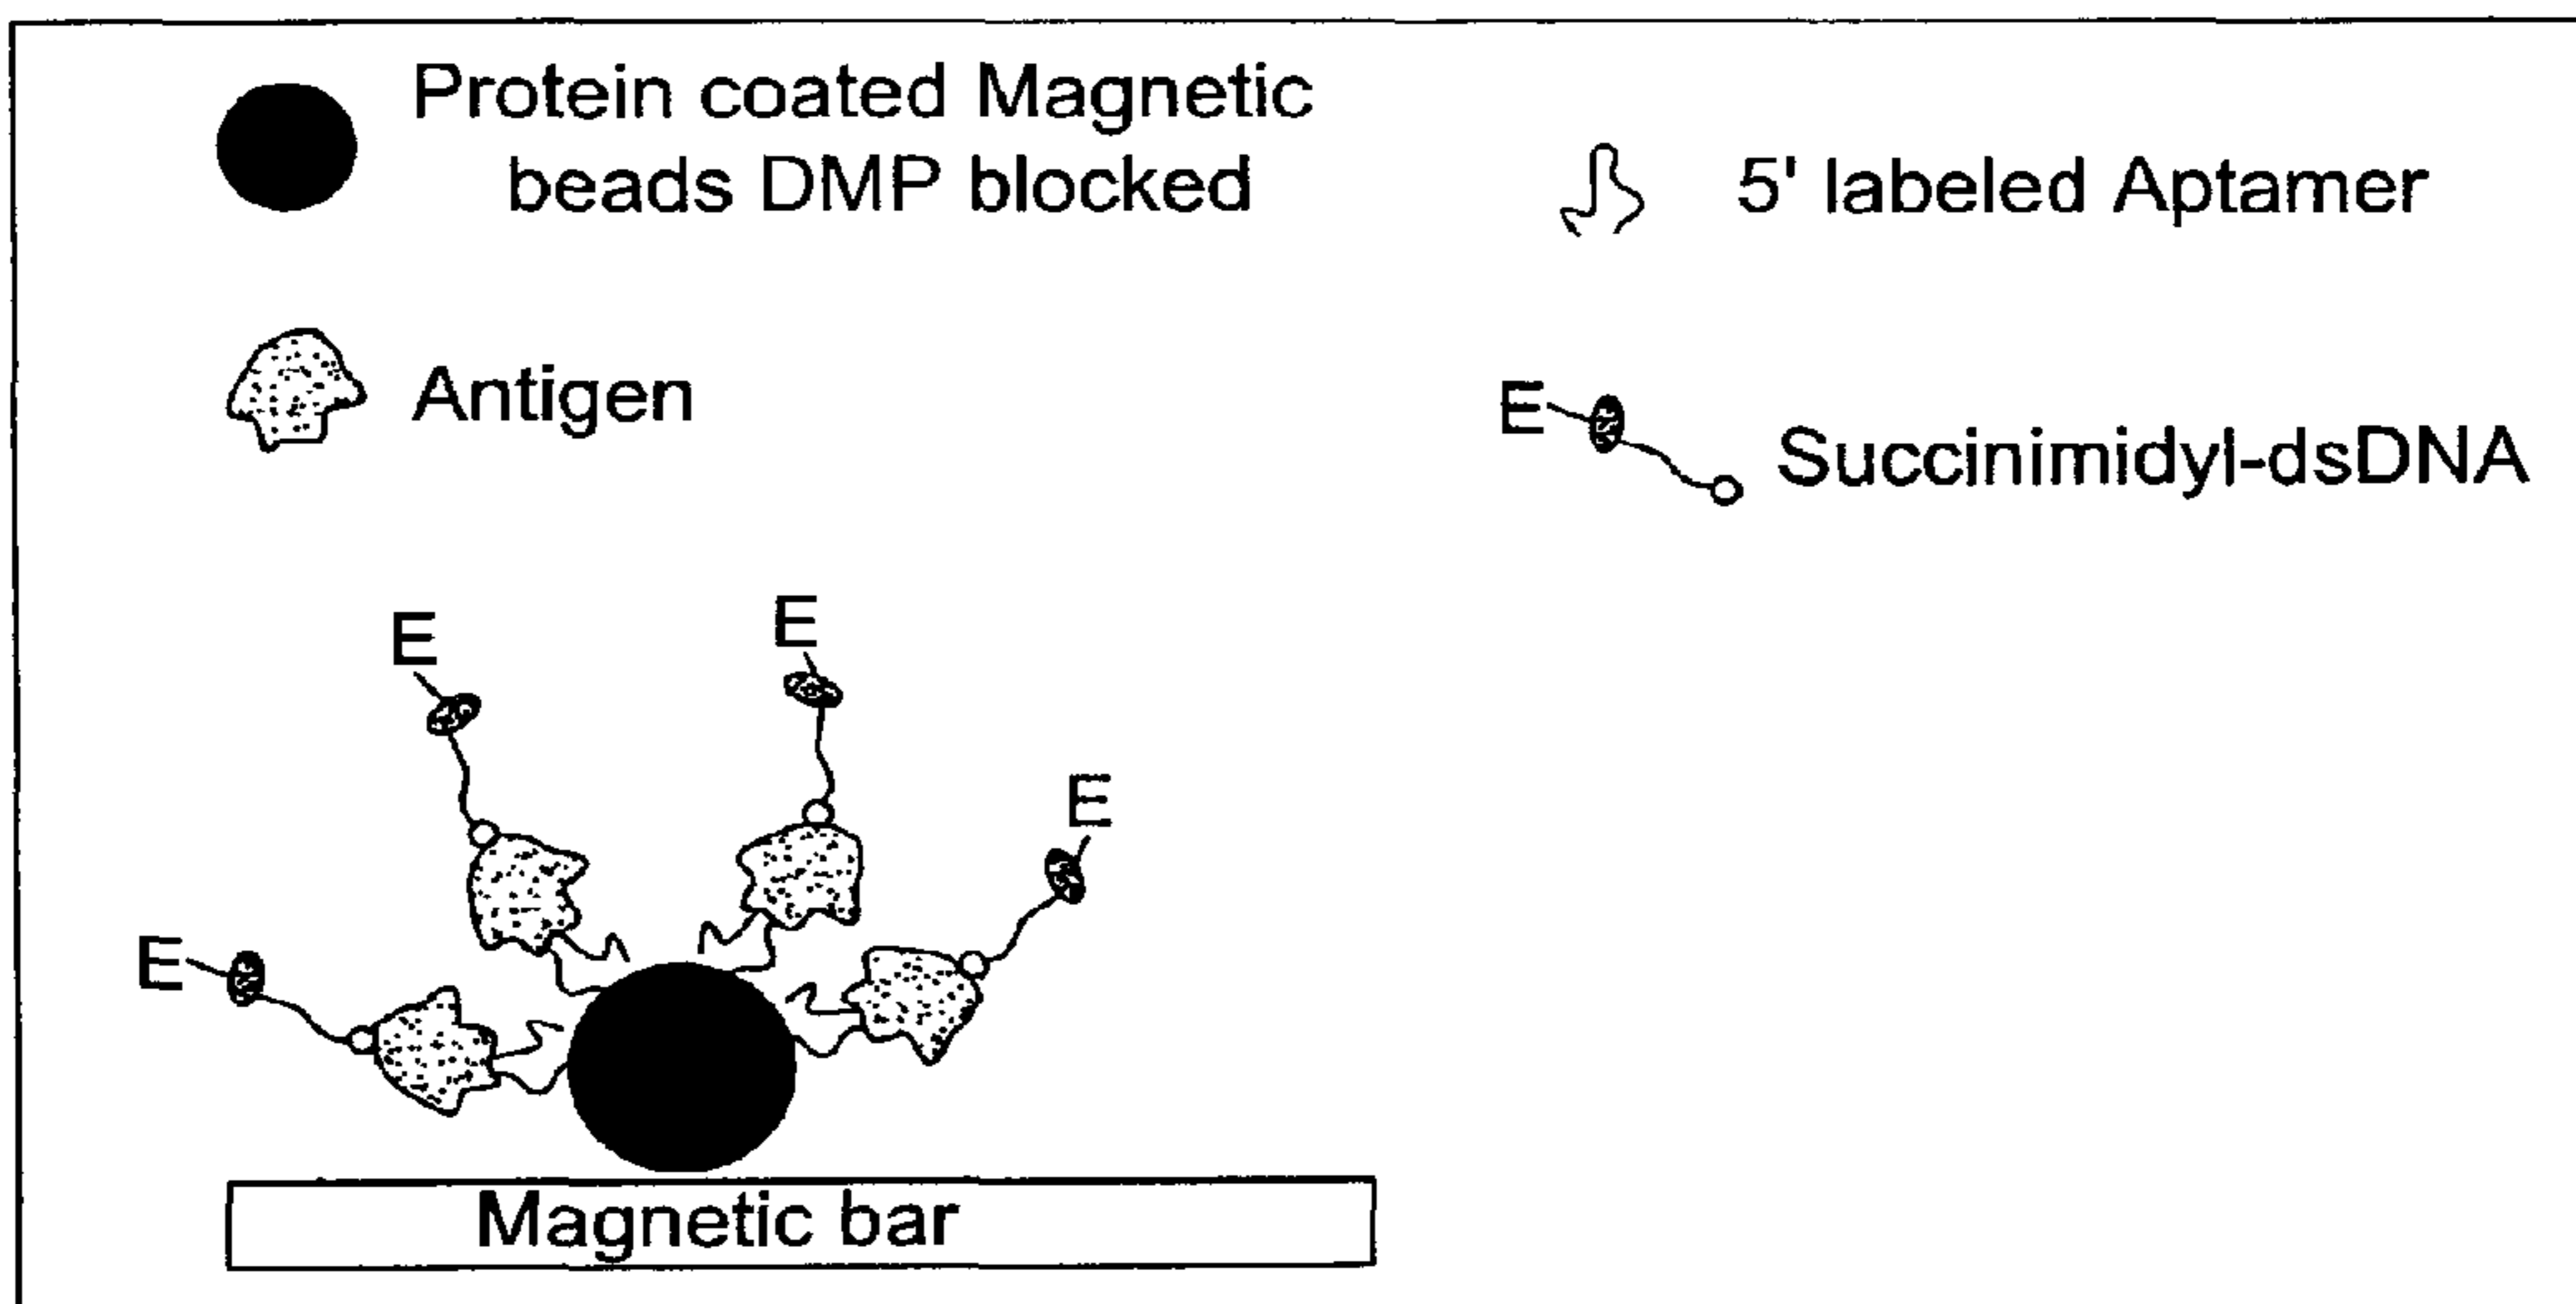 Protein coated Magnetic
beads DMP blocked
5' labeled Aptamer
Antigen
E
Succinimidyl-dsDNA
E
E
E
E
Magnetic bar